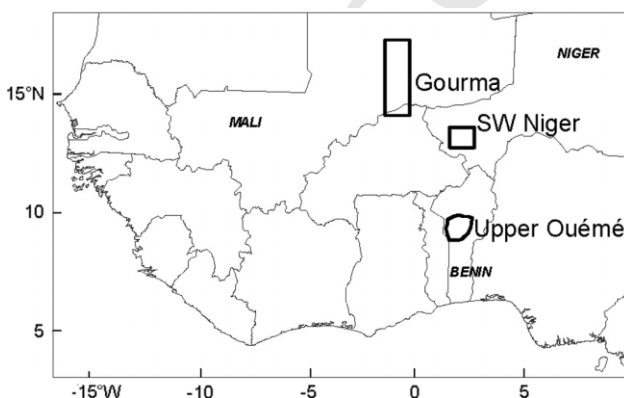 NIGER
Gourma
15°N
MALI
SW Niger
10
Upper Ouémé
BENIN
5
-15°W -10 -5 0 5